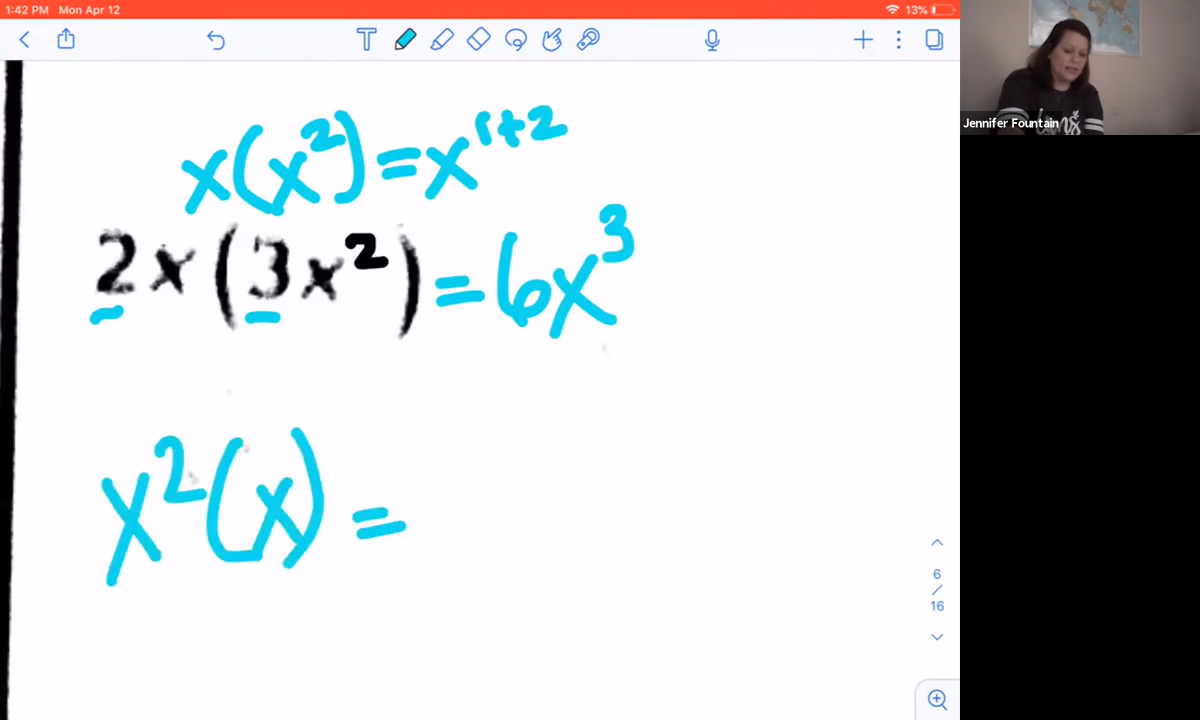 1:42 PM Mon Apr 12
13%
T
x(x²)=x¹⁺²
2x(3x²)=6x³
x²(x)=
6
/
16
Jennifer Fountain